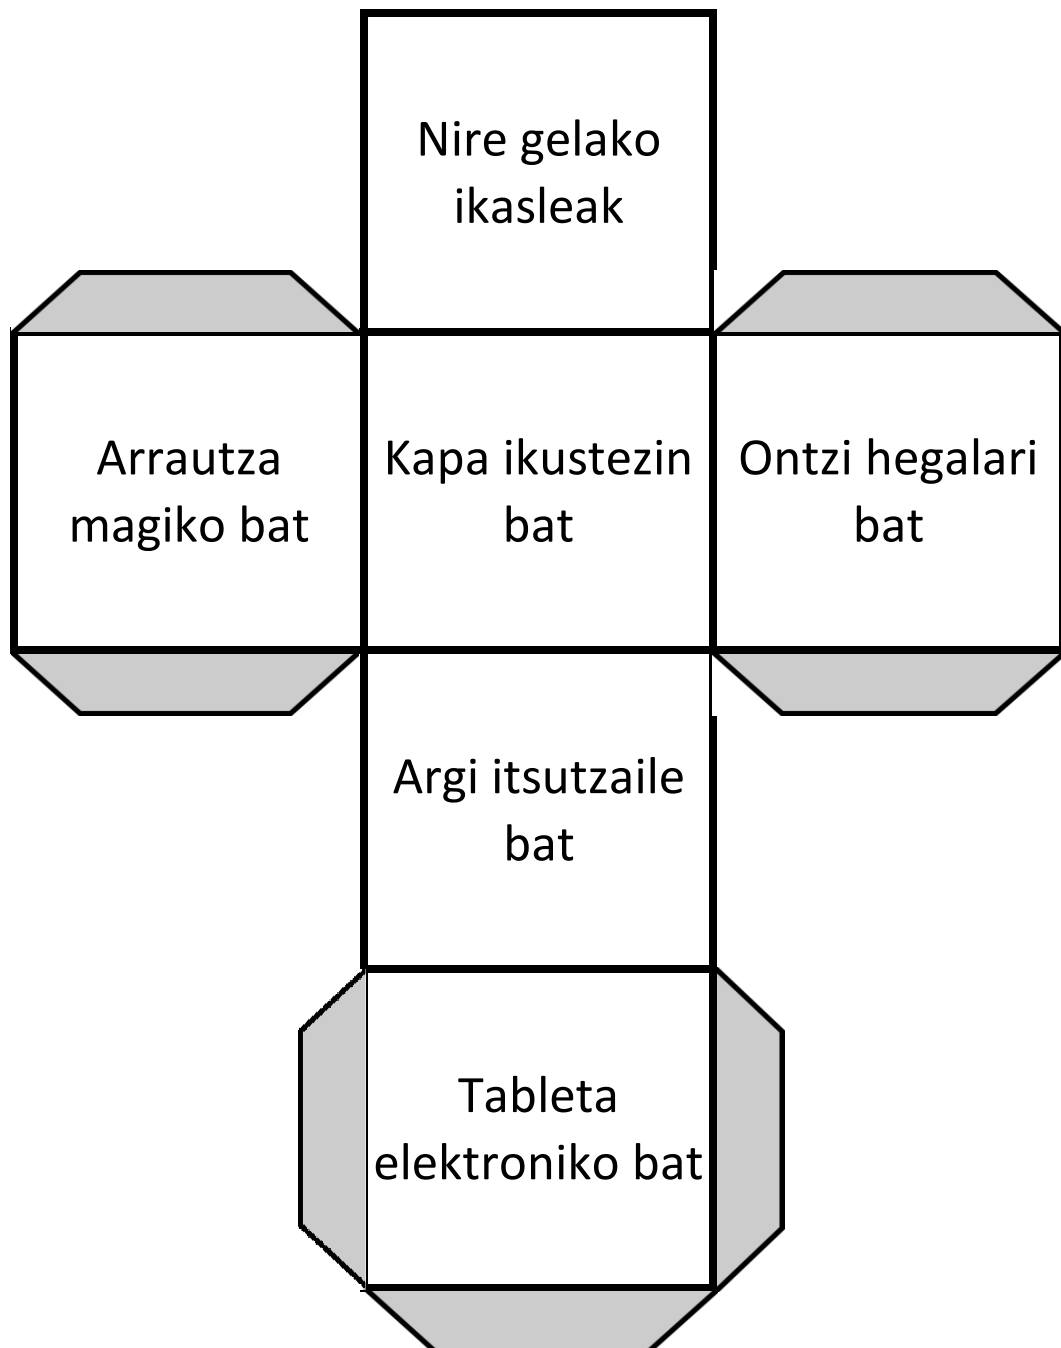 Nire gelako
ikasleak
Arrautza
magiko bat
Kapa ikustezin
bat
Ontzi hegalari
bat
Argi itsutzaile
bat
Tableta
elektroniko bat